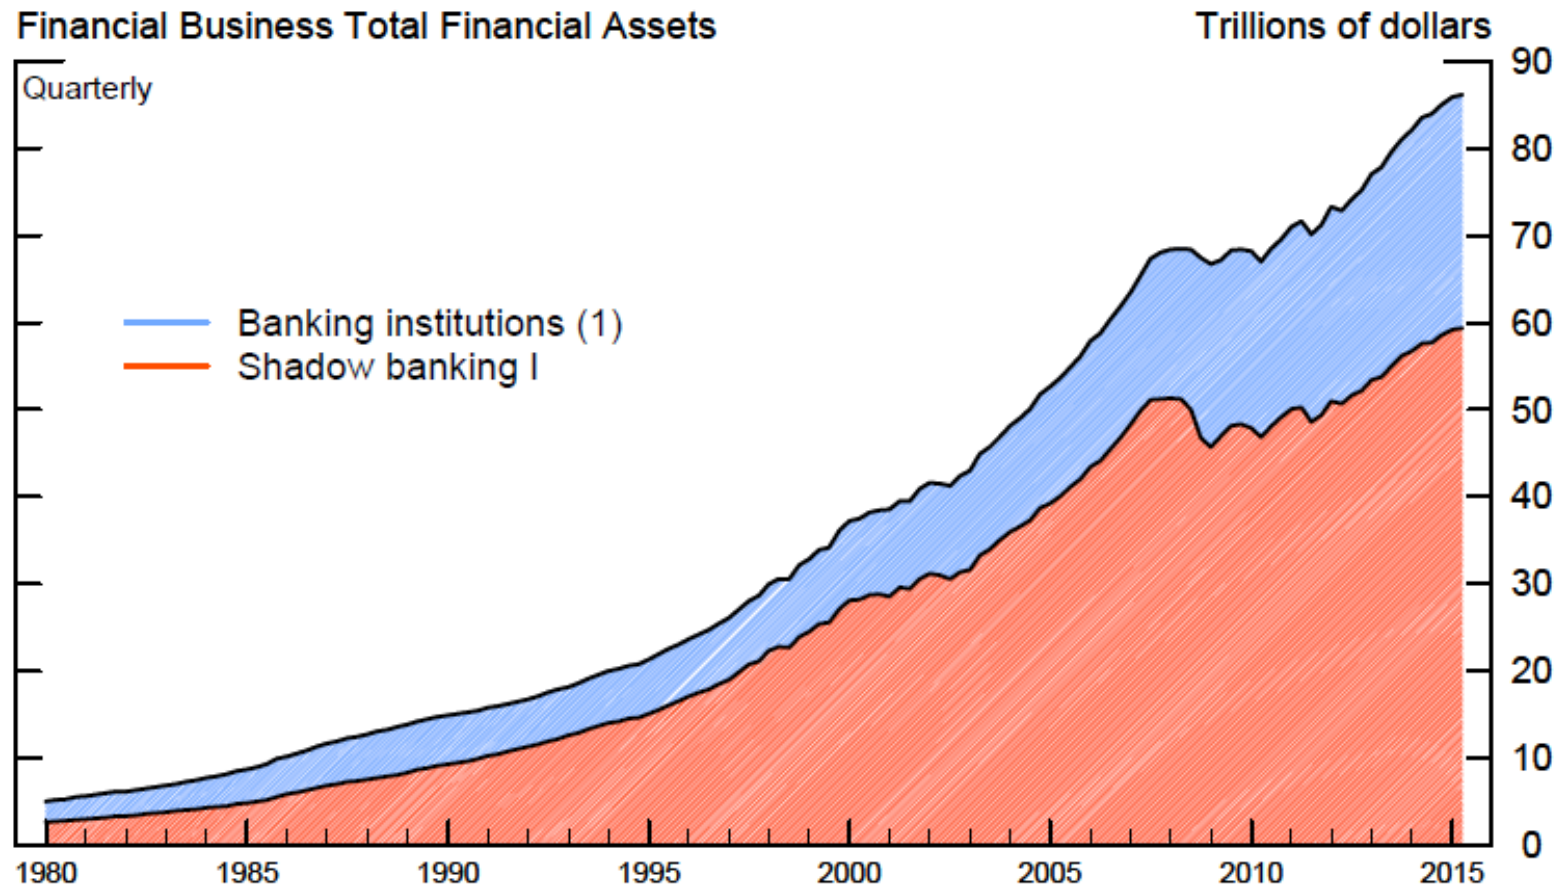 Financial Business Total Financial Assets
Trillions of dollars
Quarterly
90
80
70
60
50
40
30
20
10
0
Banking institutions (1)
Shadow banking I
1980 1985 1990 1995 2000 2005 2010 2015